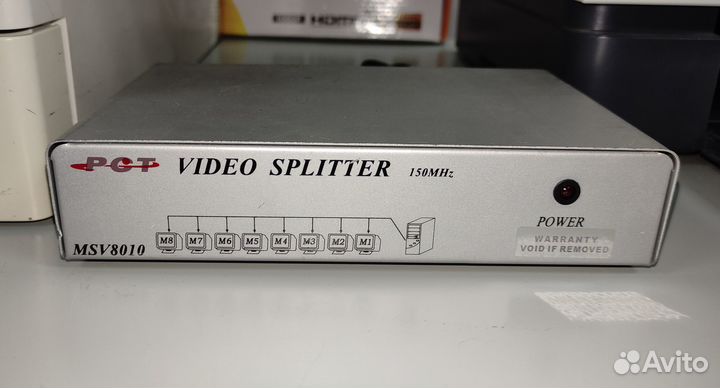 HDMI
PCT VIDEO SPLITTER 150MHz
POWER
WARRANTY
VOID IF REMOVED
M8 M7 M6 M5 M4 M3 M2 M1
MSV8010
Avito